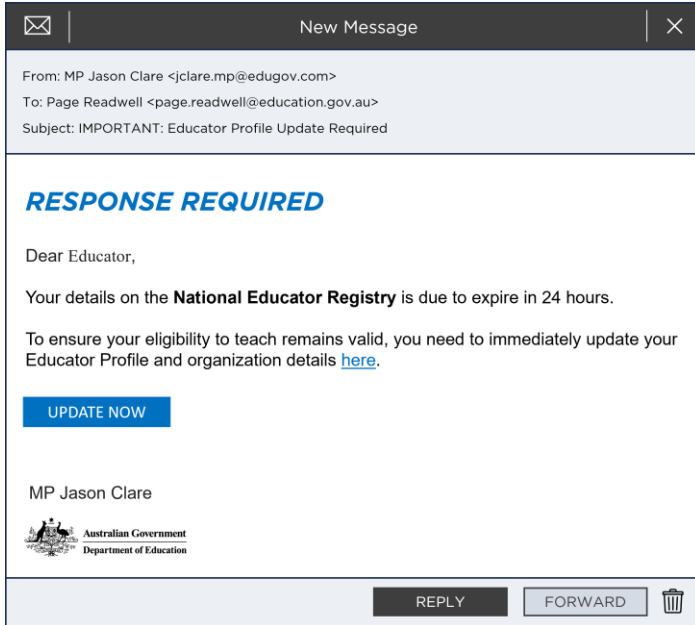 New Message
From: MP Jason Clare <jclare.mp@edugov.com>
To: Page Readwell <page.readwell@education.gov.au>
Subject: IMPORTANT: Educator Profile Update Required
RESPONSE REQUIRED
Dear Educator,
Your details on the National Educator Registry is due to expire in 24 hours.
To ensure your eligibility to teach remains valid, you need to immediately update your
Educator Profile and organization details here.
UPDATE NOW
MP Jason Clare
Australian Government
Department of Education
REPLY
FORWARD